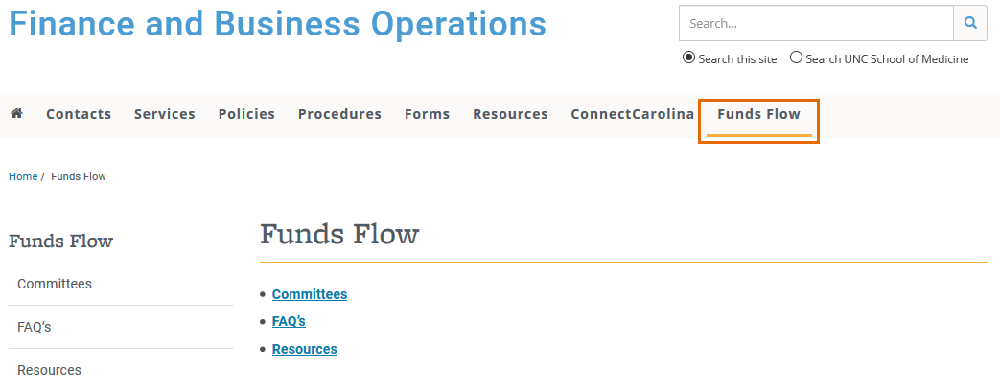 Finance and Business Operations
Search...
Search this site Search UNC School of Medicine
Contacts Services Policies Procedures Forms Resources ConnectCarolina Funds Flow
Home / Funds Flow
Funds Flow
Committees
FAQ's
Resources
Funds Flow
Committees
FAQ's
Resources